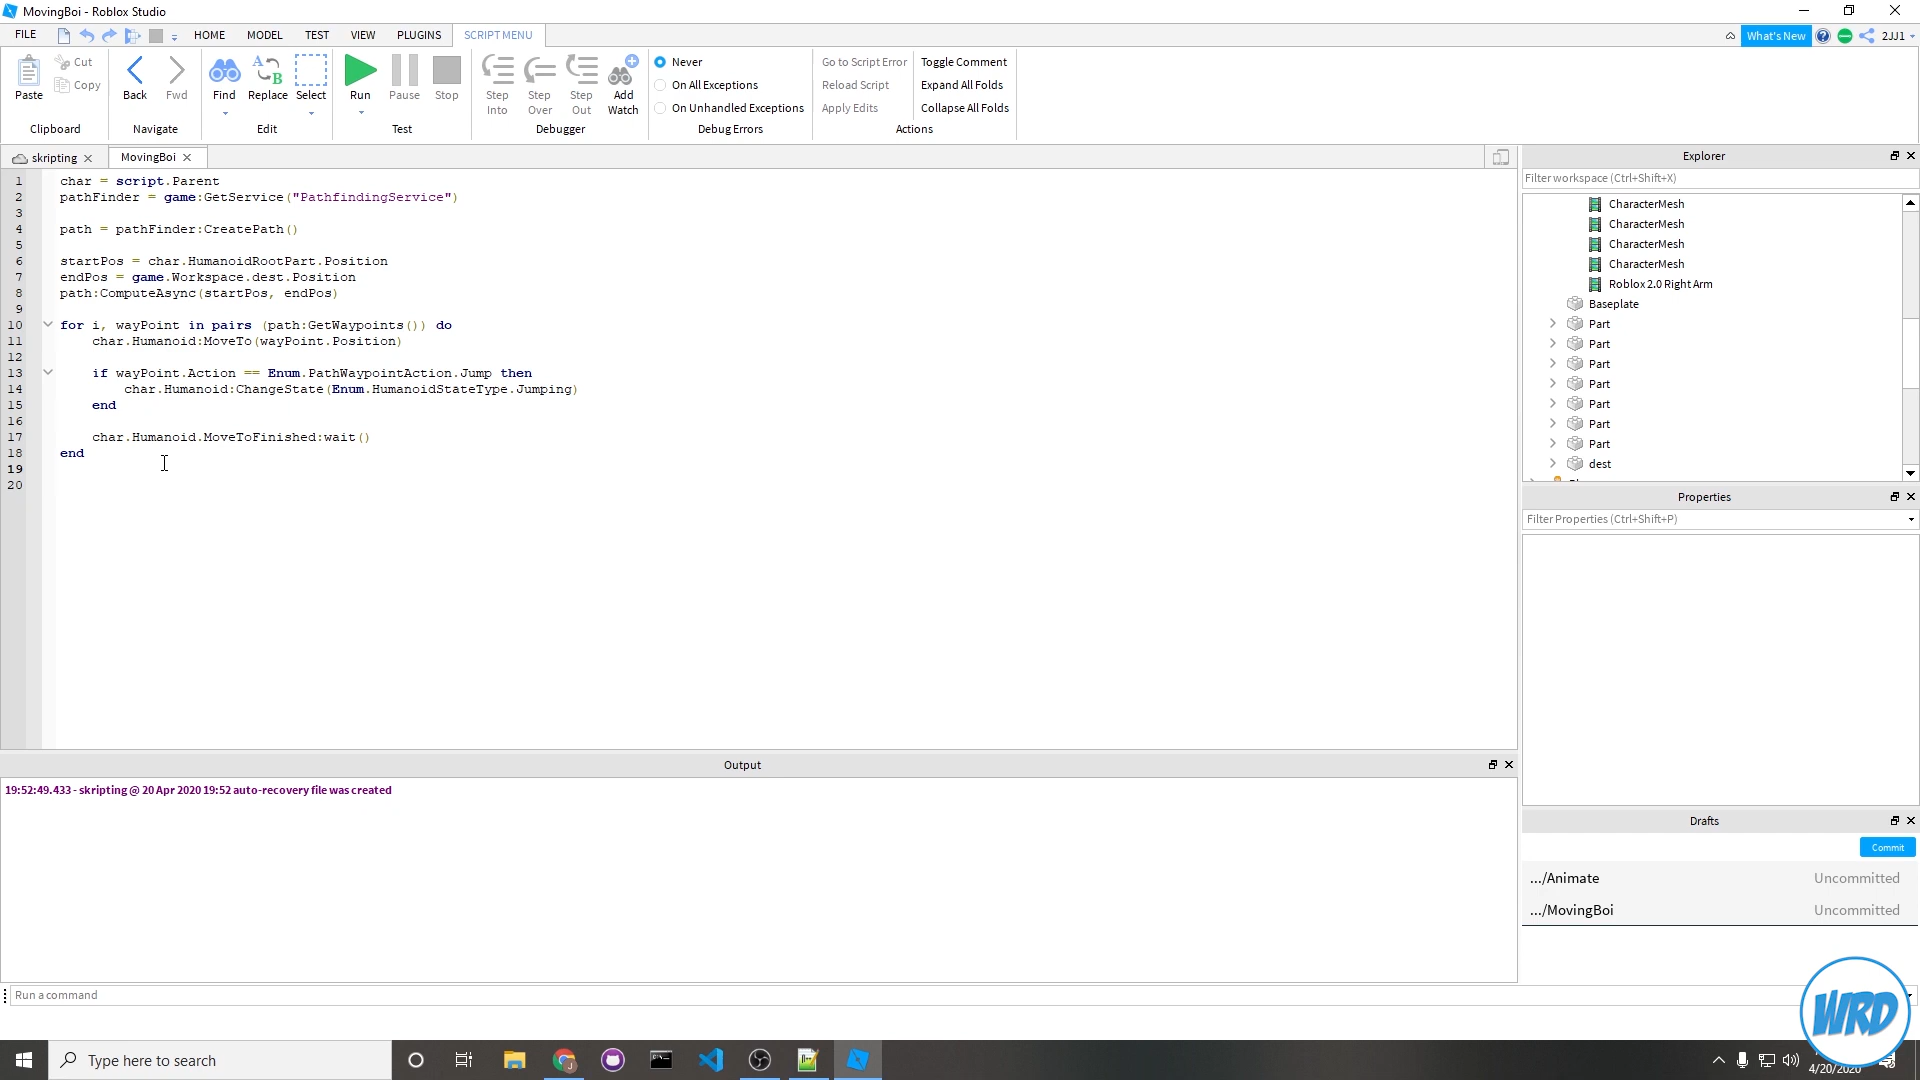 MovingBoi - Roblox Studio
FILE HOME MODEL TEST VIEW PLUGINS SCRIPT MENU What's New 2JJ1
Paste Cut Copy Clipboard
Back Fwd Navigate
Find Replace Select Edit
Run Pause Stop Test
Step Into Step Over Step Out Add Watch Debugger
Never
On All Exceptions
On Unhandled Exceptions
Debug Errors
Go to Script Error Toggle Comment
Reload Script Expand All Folds
Apply Edits Collapse All Folds
Actions
skripting MovingBoi
1 char = script.Parent
2 pathFinder = game:GetService("PathfindingService")
3
4 path = pathFinder:CreatePath()
5
6 startPos = char.HumanoidRootPart.Position
7 endPos = game.Workspace.dest.Position
8 path:ComputeAsync(startPos, endPos)
9
10 for i, wayPoint in pairs (path:GetWaypoints()) do
11 char.Humanoid:MoveTo(wayPoint.Position)
12
13 if wayPoint.Action == Enum.PathWaypointAction.Jump then
14 char.Humanoid:ChangeState(Enum.HumanoidStateType.Jumping)
15 end
16
17 char.Humanoid.MoveToFinished:wait()
18 end
19
20
Explorer
Filter workspace (Ctrl+Shift+X)
CharacterMesh
CharacterMesh
CharacterMesh
CharacterMesh
Roblox 2.0 Right Arm
Baseplate
Part
Part
Part
Part
Part
Part
Part
dest
Properties
Filter Properties (Ctrl+Shift+P)
Output
19:52:49.433 - skripting @ 20 Apr 2020 19:52 auto-recovery file was created
Drafts
Commit
.../Animate Uncommitted
.../MovingBoi Uncommitted
Run a command
WRD
Type here to search
4/20/2020